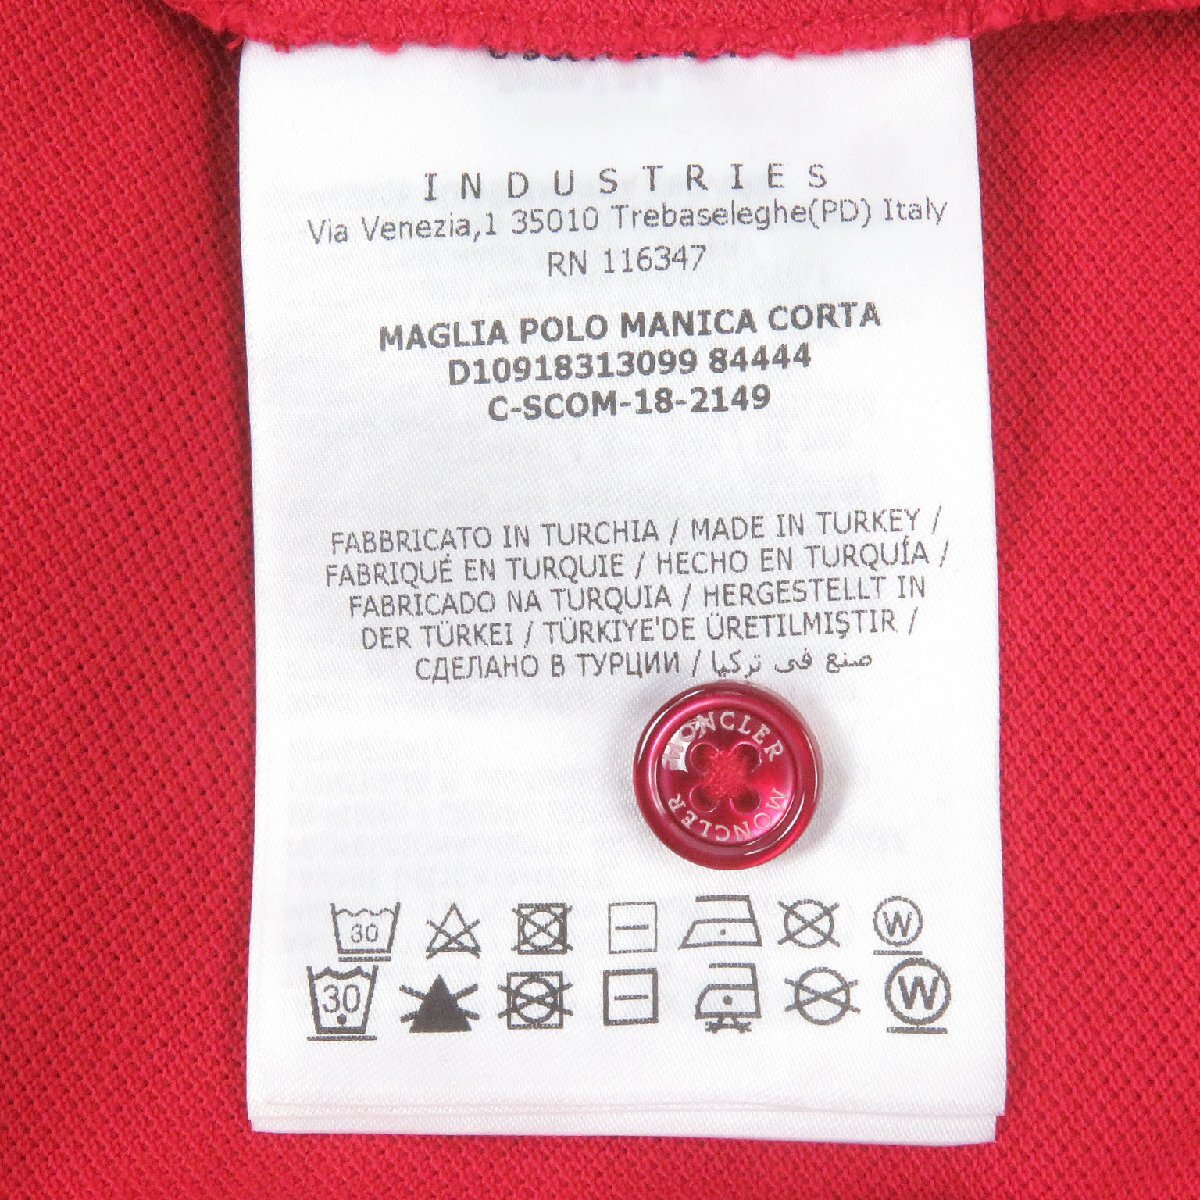 INDUSTRIES
Via Venezia,1 35010 Trebaseleghe(PD) Italy
RN 116347
MAGLIA POLO MANICA CORTA
D10918313099 84444
C-SCOM-18-2149
FABBRICATO IN TURCHIA / MADE IN TURKEY /
FABRIQUÉ EN TURQUIE / HECHO EN TURQUÍA /
FABRICADO NA TURQUIA / HERGESTELLT IN
DER TÜRKEI / TÜRKIYE'DE ÜRETILMIŞTIR /
СДЕЛАНО В ТУРЦИИ / صنع في تركيا
MONCLER
MONCLER
30 W
30 W